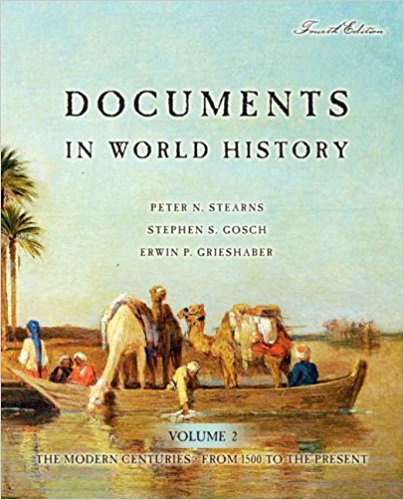 Fourth Edition
DOCUMENTS
IN WORLD HISTORY
PETER N. STEARNS
STEPHEN S. GOSCH
ERWIN P. GRIESHABER
VOLUME 2
THE MODERN CENTURIES • FROM 1500 TO THE PRESENT